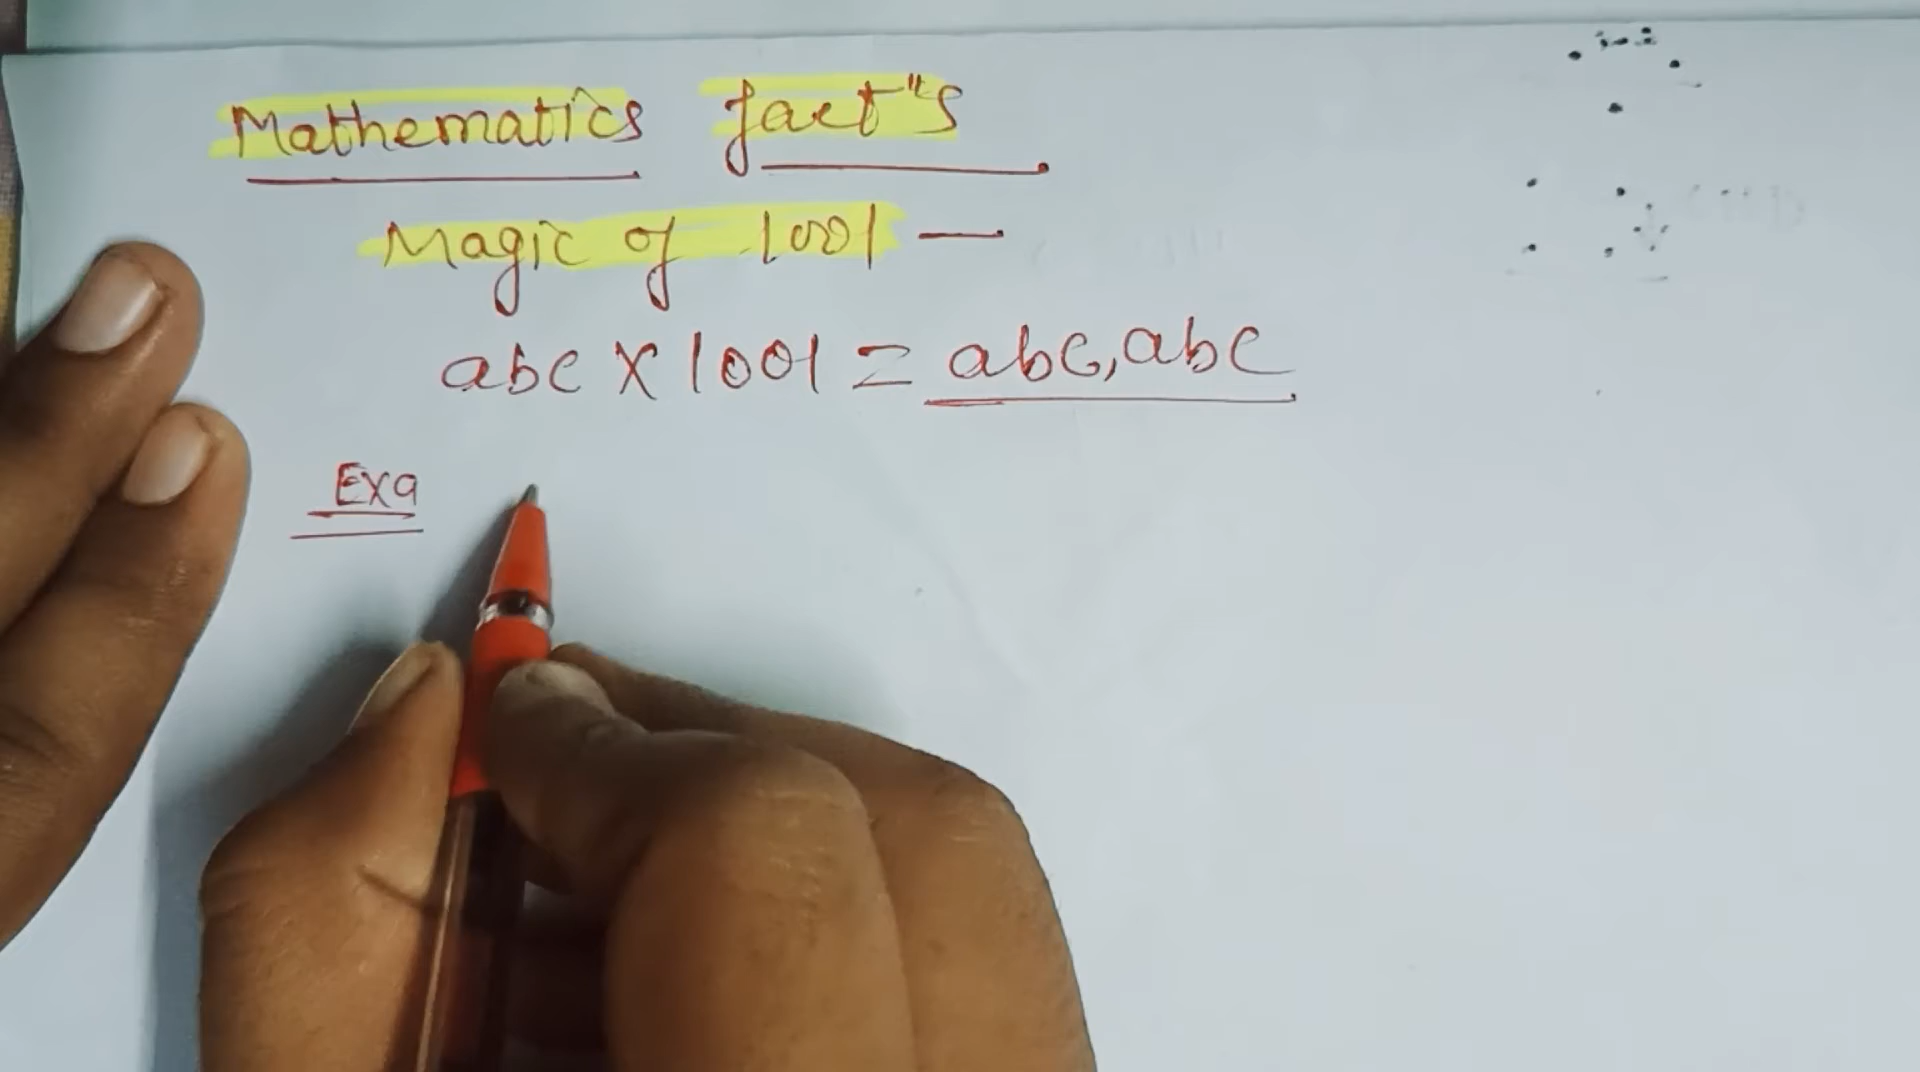 Mathematics fact"s
Magic of 1001 —
abc × 1001 = abc,abc
Exa